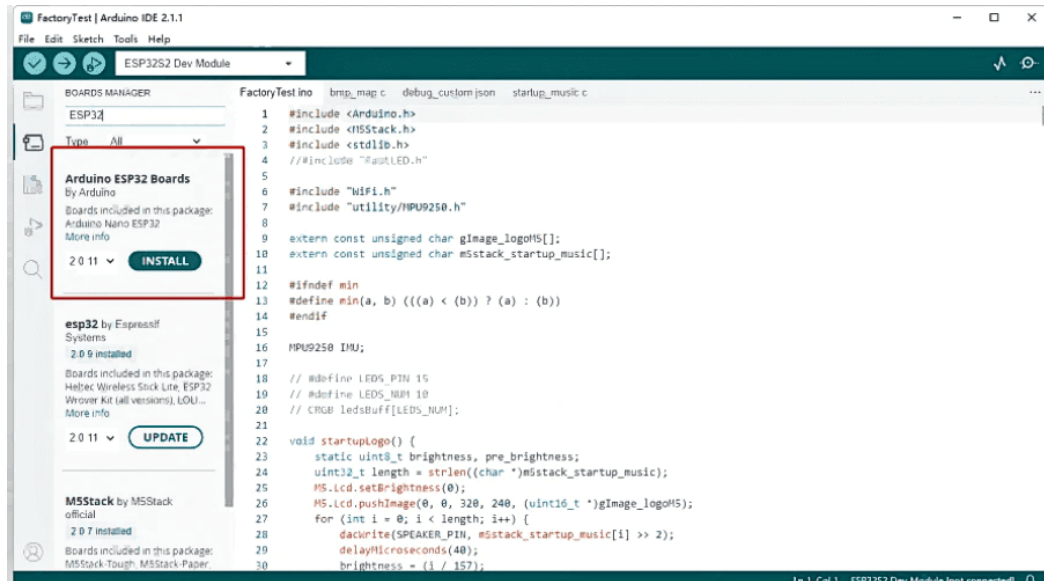 FactoryTest | Arduino IDE 2.1.1
File Edit Sketch Tools Help
ESP32S2 Dev Module
BOARDS MANAGER
ESP32
Type All
Arduino ESP32 Boards
By Arduino
Boards included in this package:
Arduino Nano ESP32
More info
2 0 11 INSTALL
esp32 by Espressif
Systems
2.0 9 installed
Boards included in this package:
Heltec Wireless Stick Lite, ESP32
Wrover Kit (all versions), LOLI...
More info
2 0 11 UPDATE
M5Stack by M5Stack
official
2 0 7 installed
Boards included in this package:
M5Stack-Tough, M5Stack-Paper,
FactoryTest ino bmp_map c debug_custom json startup_music c
1 #include <Arduino.h>
2 #include <M5Stack.h>
3 #include <stdlib.h>
4 //#include "FastLED.h"
5
6 #include "WiFi.h"
7 #include "utility/MPU9250.h"
8
9 extern const unsigned char gImage_logoM5[];
10 extern const unsigned char m5stack_startup_music[];
11
12 #ifndef min
13 #define min(a, b) (((a) < (b)) ? (a) : (b))
14 #endif
15
16 MPU9250 IMU;
17
18 // #define LEDS_PIN 15
19 // #define LEDS_NUM 10
20 // CRGB ledsBuff[LEDS_NUM];
21
22 void startupLogo() {
23 static uint8_t brightness, pre_brightness;
24 uint32_t length = strlen((char *)m5stack_startup_music);
25 M5.Lcd.setBrightness(0);
26 M5.Lcd.pushImage(0, 0, 320, 240, (uint16_t *)gImage_logoM5);
27 for (int i = 0; i < length; i++) {
28 dacWrite(SPEAKER_PIN, m5stack_startup_music[i] >> 2);
29 delayMicroseconds(40);
30 brightness = (i / 157);
Ln 1, Col 1 ESP32S2 Dev Module [not connected]